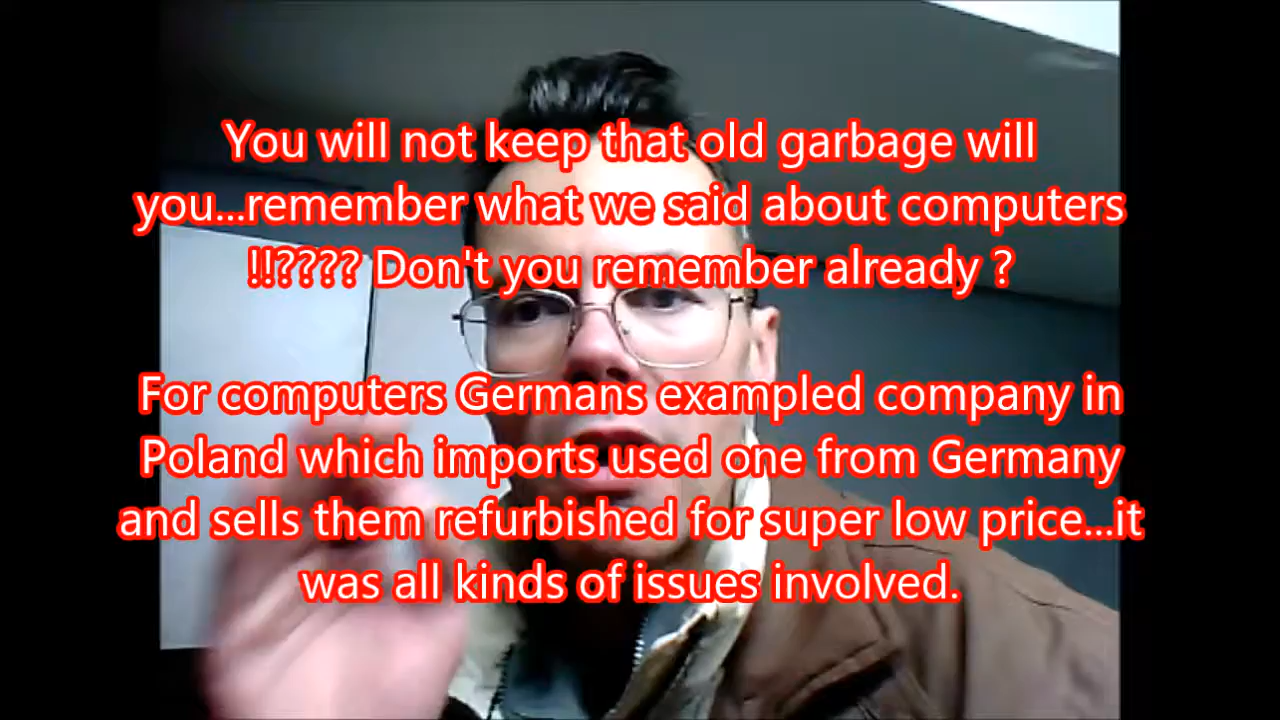 You will not keep that old garbage will
you...remember what we said about computers
!!???? Don't you remember already ?
For computers Germans exampled company in
Poland which imports used one from Germany
and sells them refurbished for super low price...it
was all kinds of issues involved.